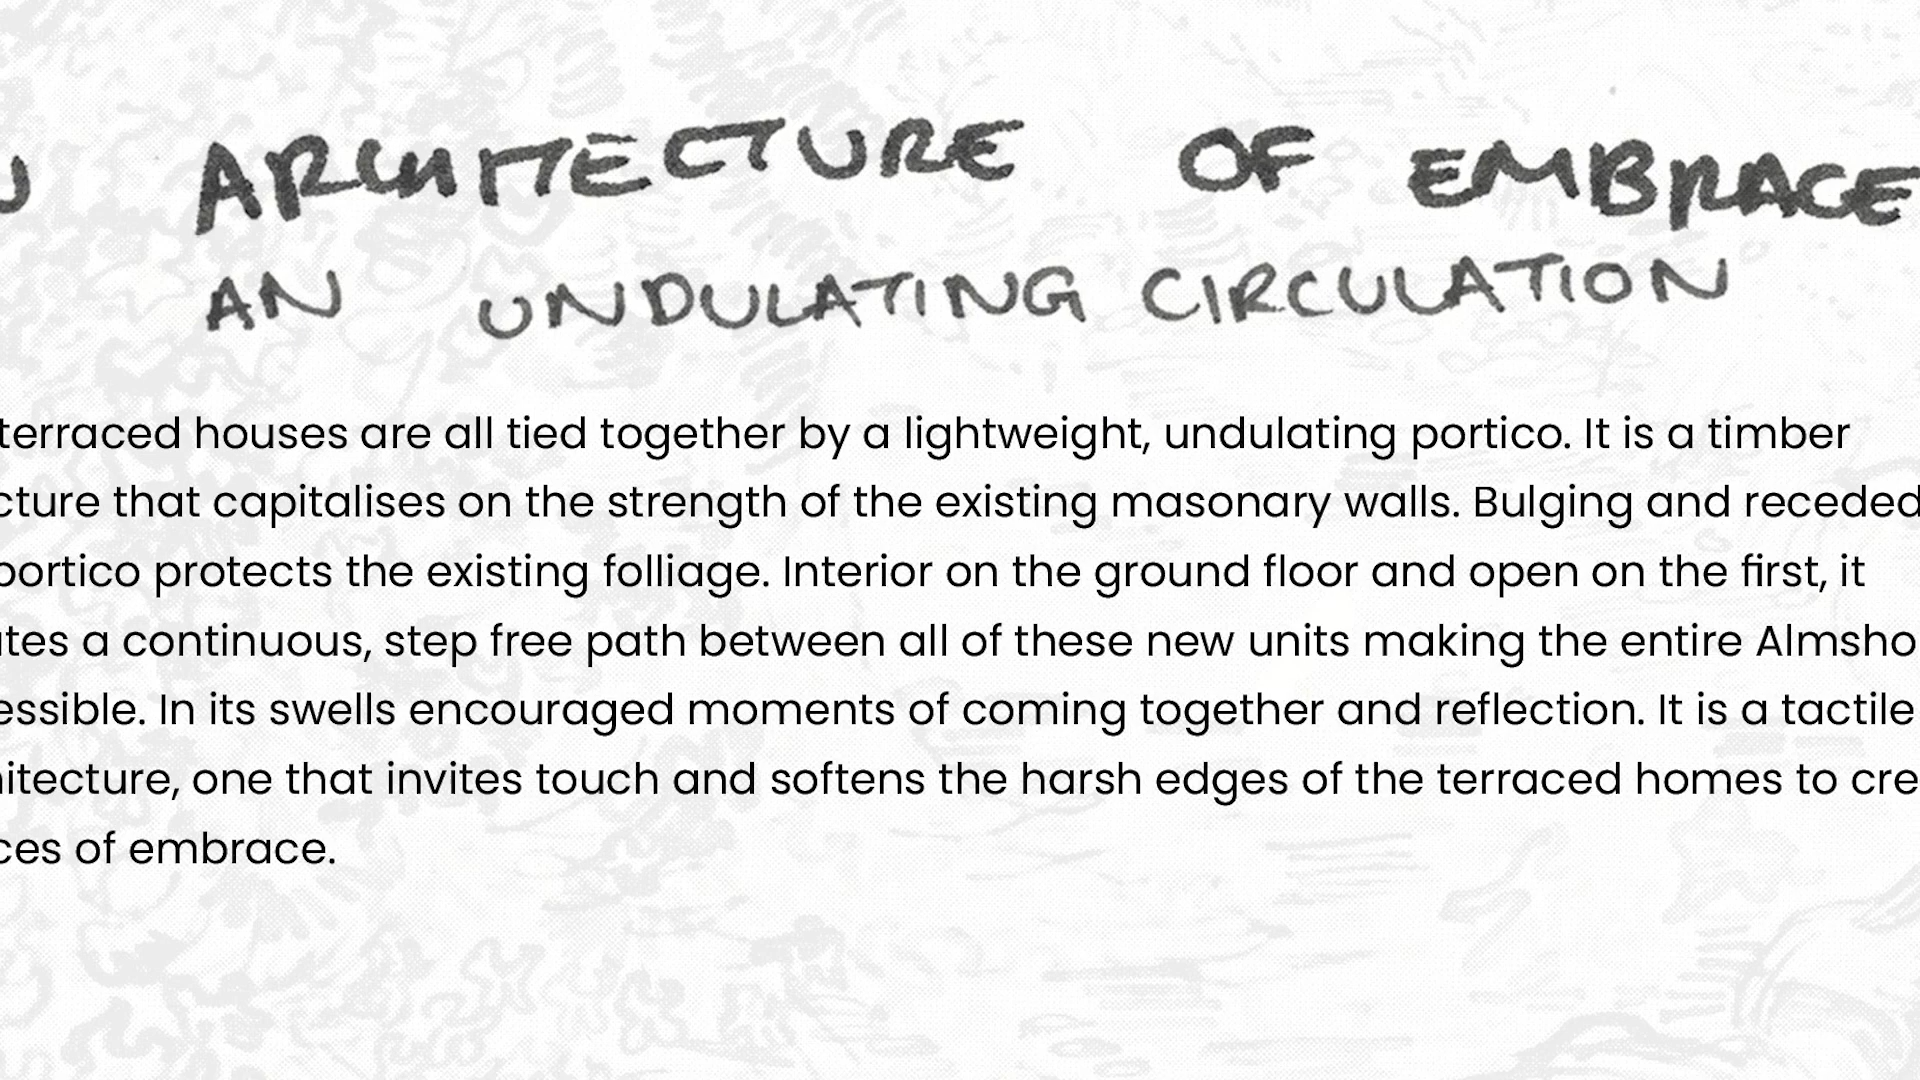 ARCHITECTURE OF EMBRACE
AN UNDULATING CIRCULATION
terraced houses are all tied together by a lightweight, undulating portico. It is a timber
cture that capitalises on the strength of the existing masonary walls. Bulging and receded
portico protects the existing folliage. Interior on the ground floor and open on the first, it
ates a continuous, step free path between all of these new units making the entire Almsho
essible. In its swells encouraged moments of coming together and reflection. It is a tactile
hitecture, one that invites touch and softens the harsh edges of the terraced homes to cre
ces of embrace.